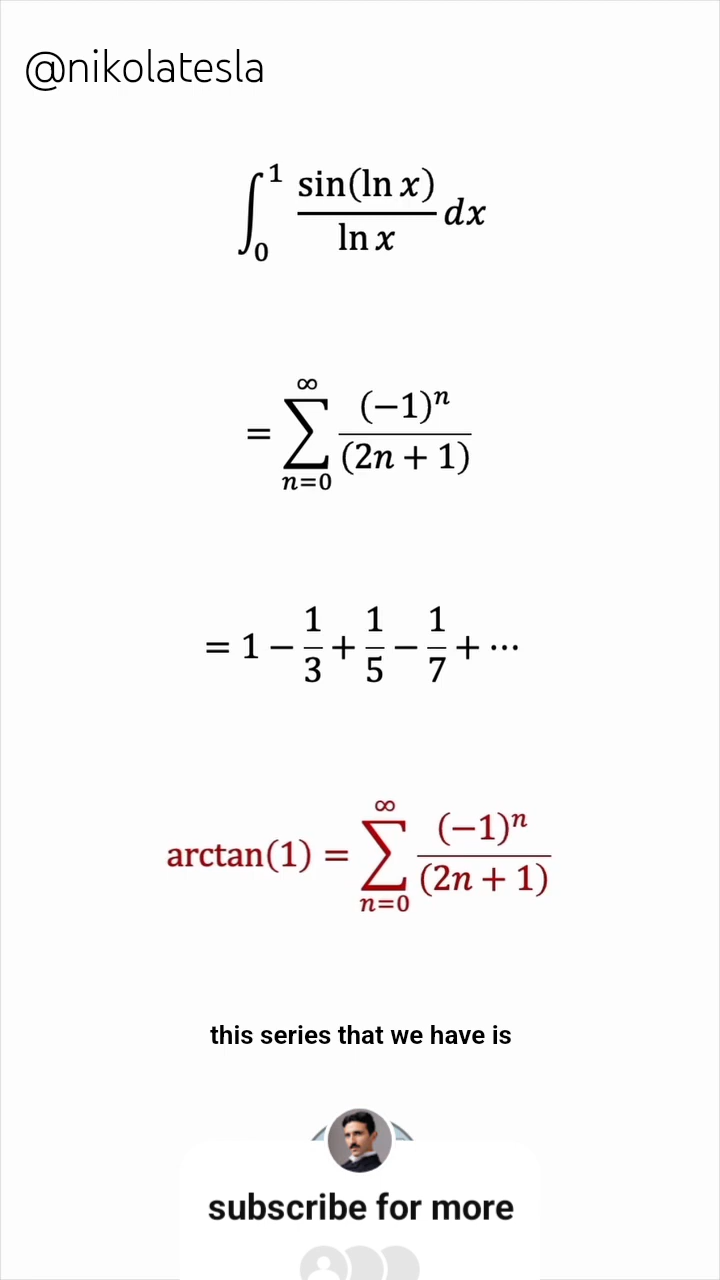 @nikolatesla
∫₀¹ sin(ln x) / ln x dx
= ∑ₙ₌₀^∞ (−1)ⁿ / (2n + 1)
= 1 − 1/3 + 1/5 − 1/7 + ⋯
arctan(1) = ∑ₙ₌₀^∞ (−1)ⁿ / (2n + 1)
this series that we have is
subscribe for more